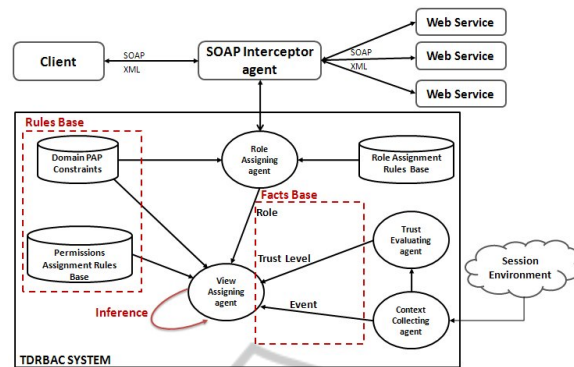 Web Service
Client
SOAP
XML
SOAP Interceptor
agent
SOAP
XML
Web Service
Web Service
Rules Base
Domain PAP
Constraints
Role
Assigning
agent
Role Assignment
Rules Base
Facts Base
Role
Permissions
Assignment Rules
Base
Trust Level
Trust
Evaluating
agent
View
Assigning
agent
Session
Environment
Event
Inference
Context
Collecting
agent
TDRBAC SYSTEM